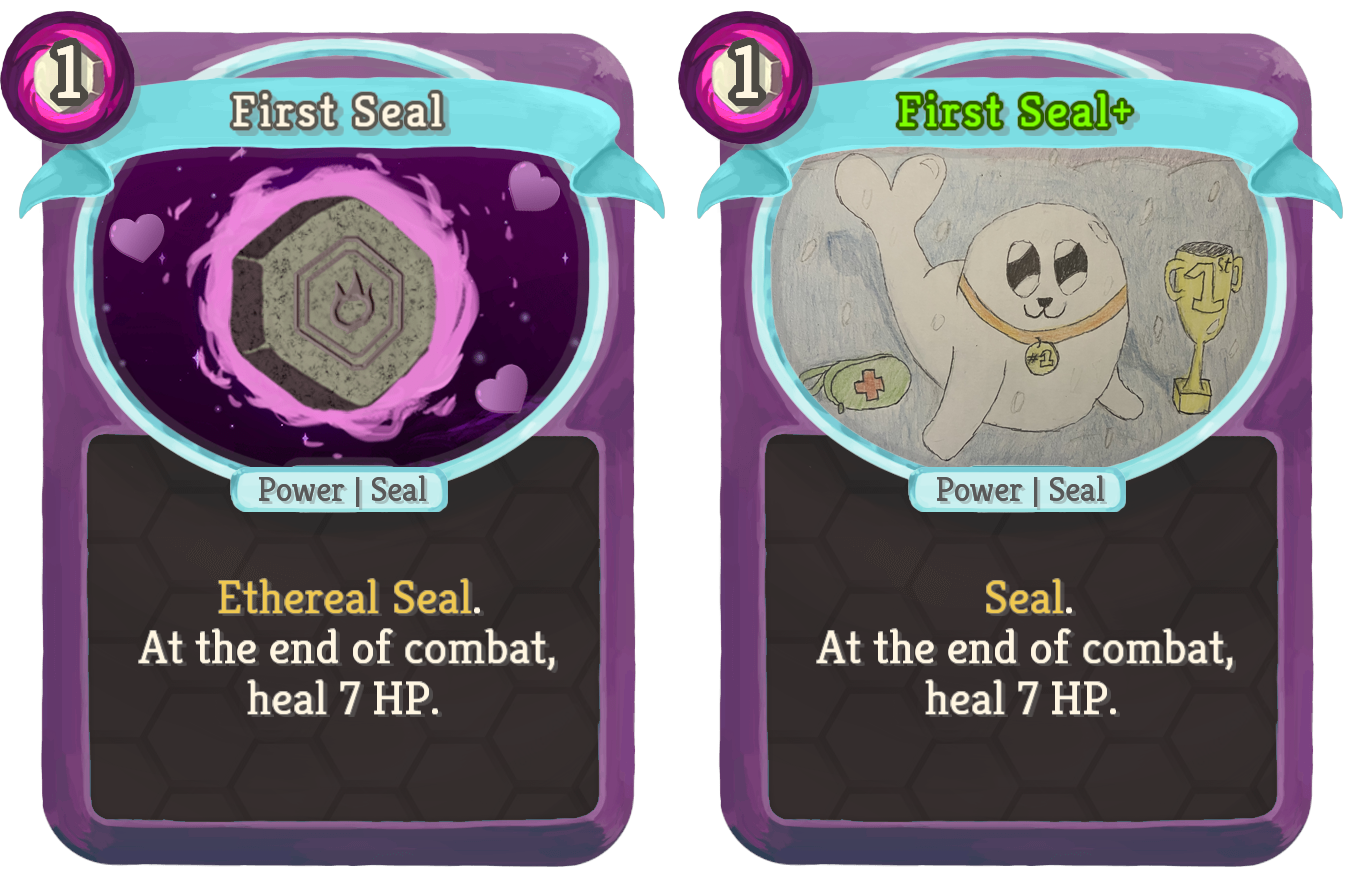 1
First Seal
Power | Seal
Ethereal Seal.
At the end of combat,
heal 7 HP.
1
First Seal+
#1
1st
Power | Seal
Seal.
At the end of combat,
heal 7 HP.